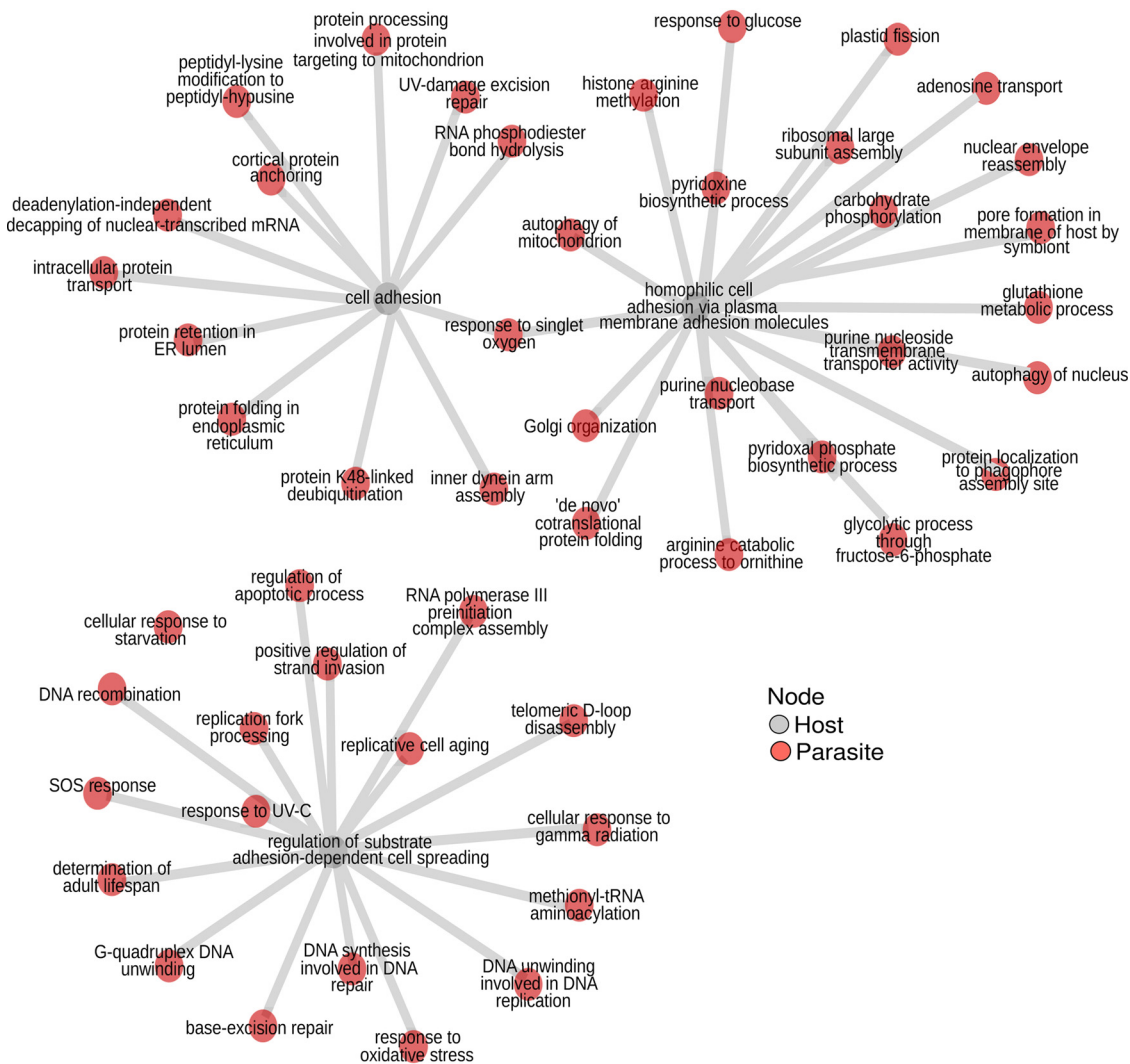 protein processing
involved in protein
targeting to mitochondrion
peptidyl-lysine
modification to
peptidyl-hypusine
UV-damage excision
repair
RNA phosphodiester
bond hydrolysis
cortical protein
anchoring
deadenylation-independent
decapping of nuclear-transcribed mRNA
intracellular protein
transport
cell adhesion
protein retention in
ER lumen
response to singlet
oxygen
protein folding in
endoplasmic
reticulum
protein K48-linked
deubiquitination
inner dynein arm
assembly
response to glucose
plastid fission
histone arginine
methylation
adenosine transport
ribosomal large
subunit assembly
nuclear envelope
reassembly
pyridoxine
biosynthetic process
carbohydrate
phosphorylation
autophagy of
mitochondrion
pore formation in
membrane of host by
symbiont
homophilic cell
adhesion via plasma
membrane adhesion molecules
glutathione
metabolic process
purine nucleoside
transmembrane
transporter activity
autophagy of nucleus
purine nucleobase
transport
Golgi organization
pyridoxal phosphate
biosynthetic process
protein localization
to phagophore
assembly site
'de novo'
cotranslational
protein folding
arginine catabolic
process to ornithine
glycolytic process
through
fructose-6-phosphate
regulation of
apoptotic process
RNA polymerase III
preinitiation
complex assembly
cellular response to
starvation
positive regulation of
strand invasion
DNA recombination
replication fork
processing
replicative cell aging
telomeric D-loop
disassembly
SOS response
response to UV-C
cellular response to
gamma radiation
regulation of substrate
adhesion-dependent cell spreading
determination of
adult lifespan
methionyl-tRNA
aminoacylation
G-quadruplex DNA
unwinding
DNA synthesis
involved in DNA
repair
DNA unwinding
involved in DNA
replication
base-excision repair
response to
oxidative stress
Node
Host
Parasite